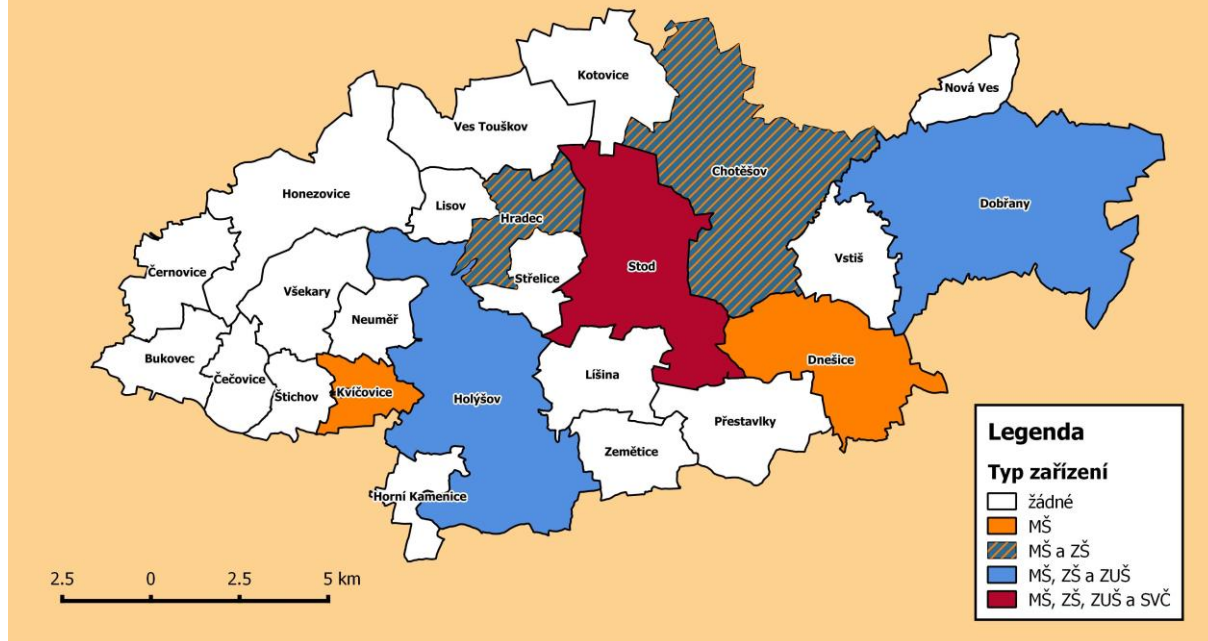 Kotovice
Nová Ves
Ves Touškov
Chotěšov
Honezovice
Lisov
Hradec
Dobřany
Vstiš
Stod
Střelice
Černovice
Všekary
Neuměř
Bukovec
Dnešice
Líšina
Čečovice
Štichov
Kvíčovice
Holýšov
Přestavlky
Zemětice
Horní Kamenice
Legenda
Typ zařízení
žádné
MŠ
MŠ a ZŠ
MŠ, ZŠ a ZUŠ
MŠ, ZŠ, ZUŠ a SVČ
2.5 0 2.5 5 km